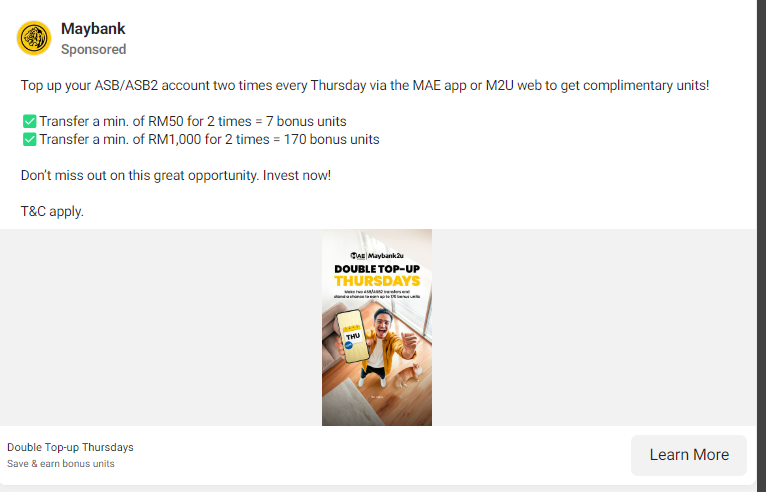 Maybank
Sponsored
Top up your ASB/ASB2 account two times every Thursday via the MAE app or M2U web to get complimentary units!
✅ Transfer a min. of RM50 for 2 times = 7 bonus units
✅ Transfer a min. of RM1,000 for 2 times = 170 bonus units
Don't miss out on this great opportunity. Invest now!
T&C apply.
MAE | Maybank2u
DOUBLE TOP-UP
THURSDAYS
Make two ASB/ASB2 transfers and
stand a chance to earn up to 170 bonus units
THU
Double Top-up Thursdays
Save & earn bonus units
Learn More